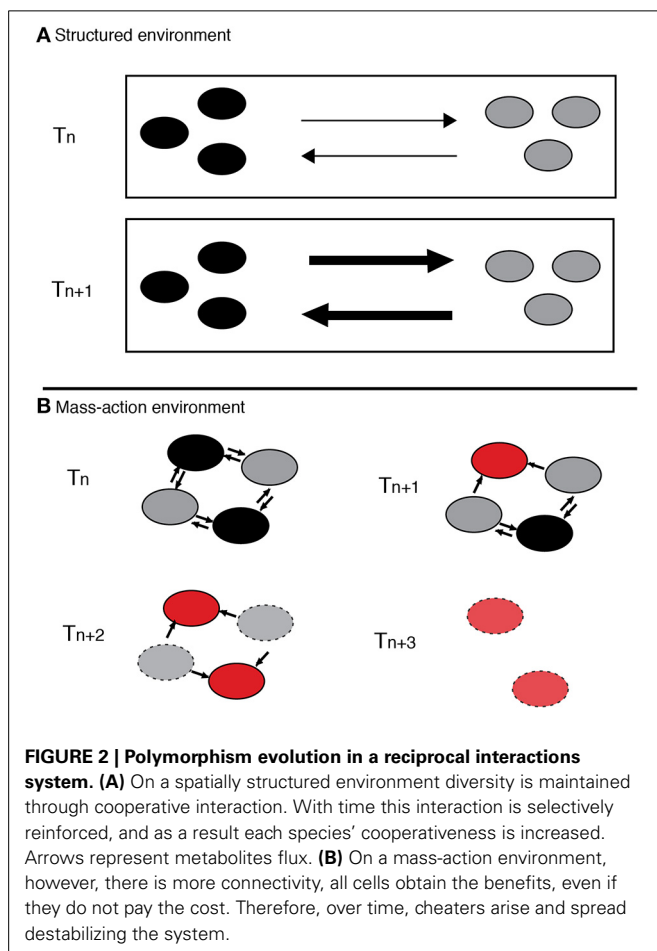 A Structured environment
Tn
Tn+1
B Mass-action environment
Tn
Tn+1
Tn+2
Tn+3
FIGURE 2 | Polymorphism evolution in a reciprocal interactions
system. (A) On a spatially structured environment diversity is maintained
through cooperative interaction. With time this interaction is selectively
reinforced, and as a result each species' cooperativeness is increased.
Arrows represent metabolites flux. (B) On a mass-action environment,
however, there is more connectivity, all cells obtain the benefits, even if
they do not pay the cost. Therefore, over time, cheaters arise and spread
destabilizing the system.